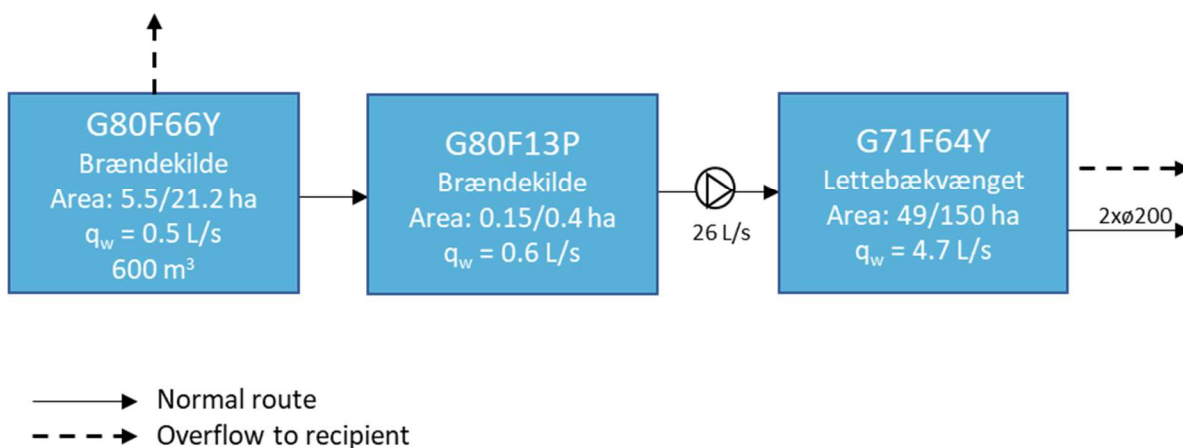 G80F66Y
Brændekilde
Area: 5.5/21.2 ha
q_w = 0.5 L/s
600 m³
G80F13P
Brændekilde
Area: 0.15/0.4 ha
q_w = 0.6 L/s
26 L/s
G71F64Y
Lettebækvænget
Area: 49/150 ha
q_w = 4.7 L/s
2xø200
Normal route
Overflow to recipient